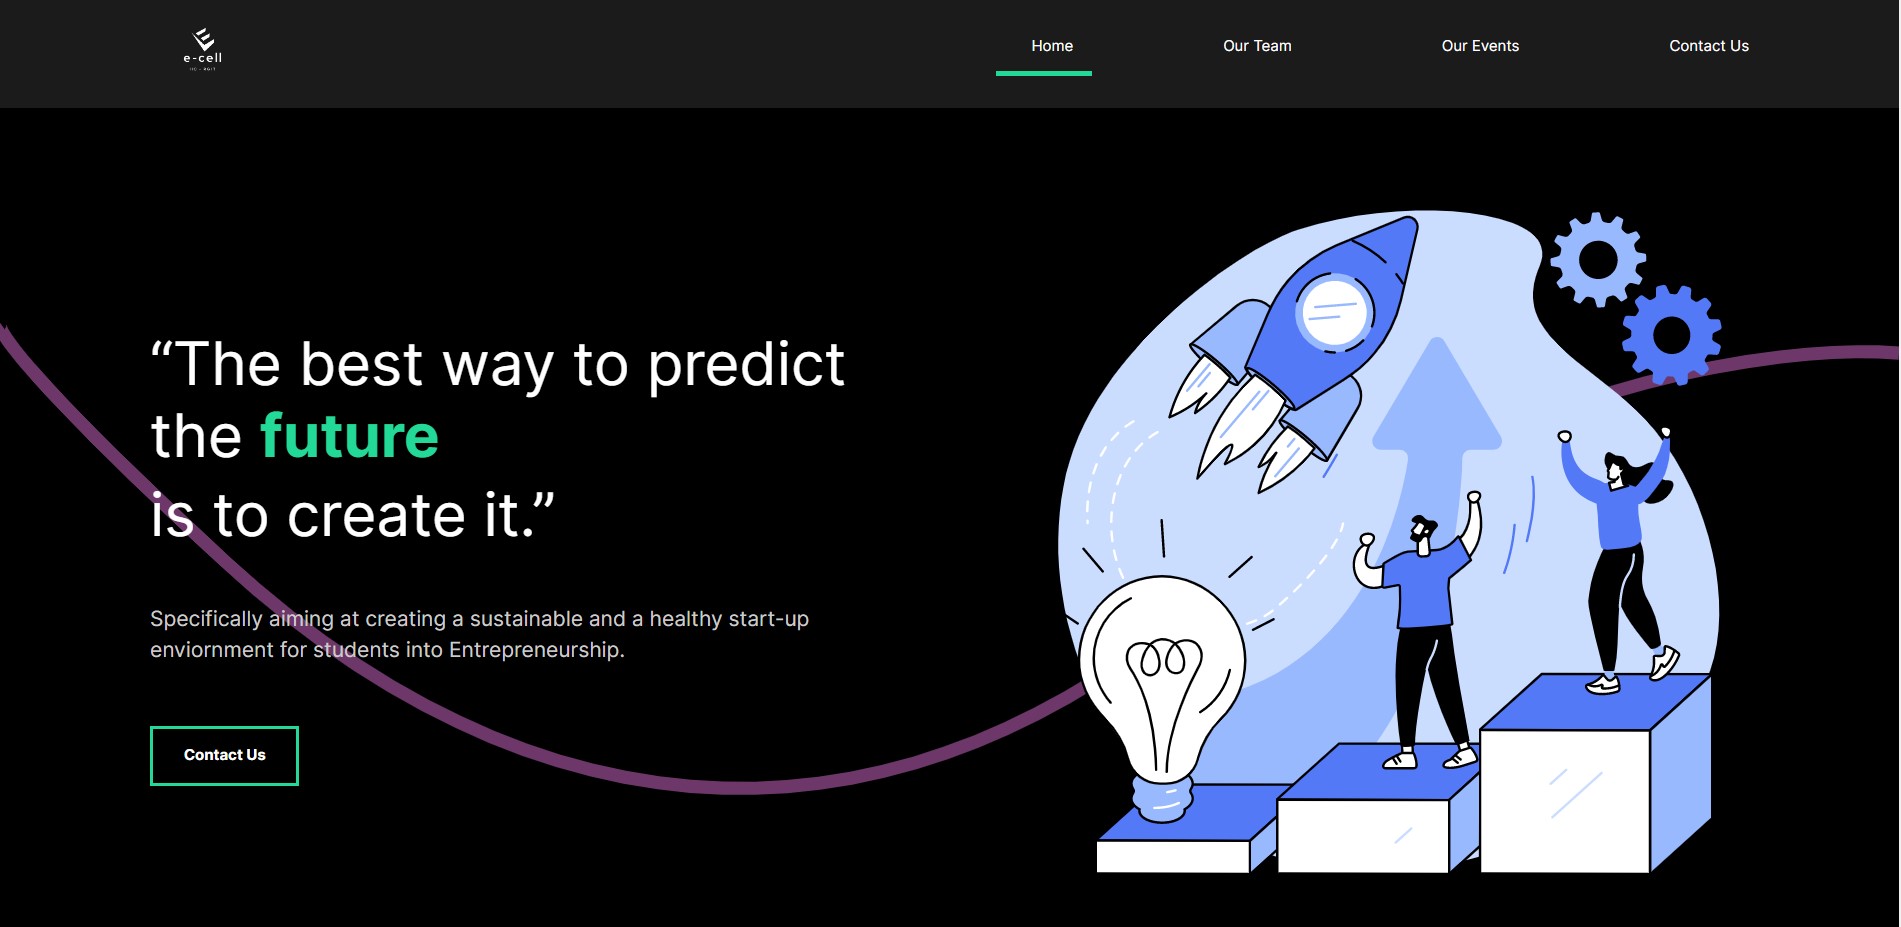 e-cell
Home
Our Team
Our Events
Contact Us
“The best way to predict
the future
is to create it.”
Specifically aiming at creating a sustainable and a healthy start-up
enviornment for students into Entrepreneurship.
Contact Us